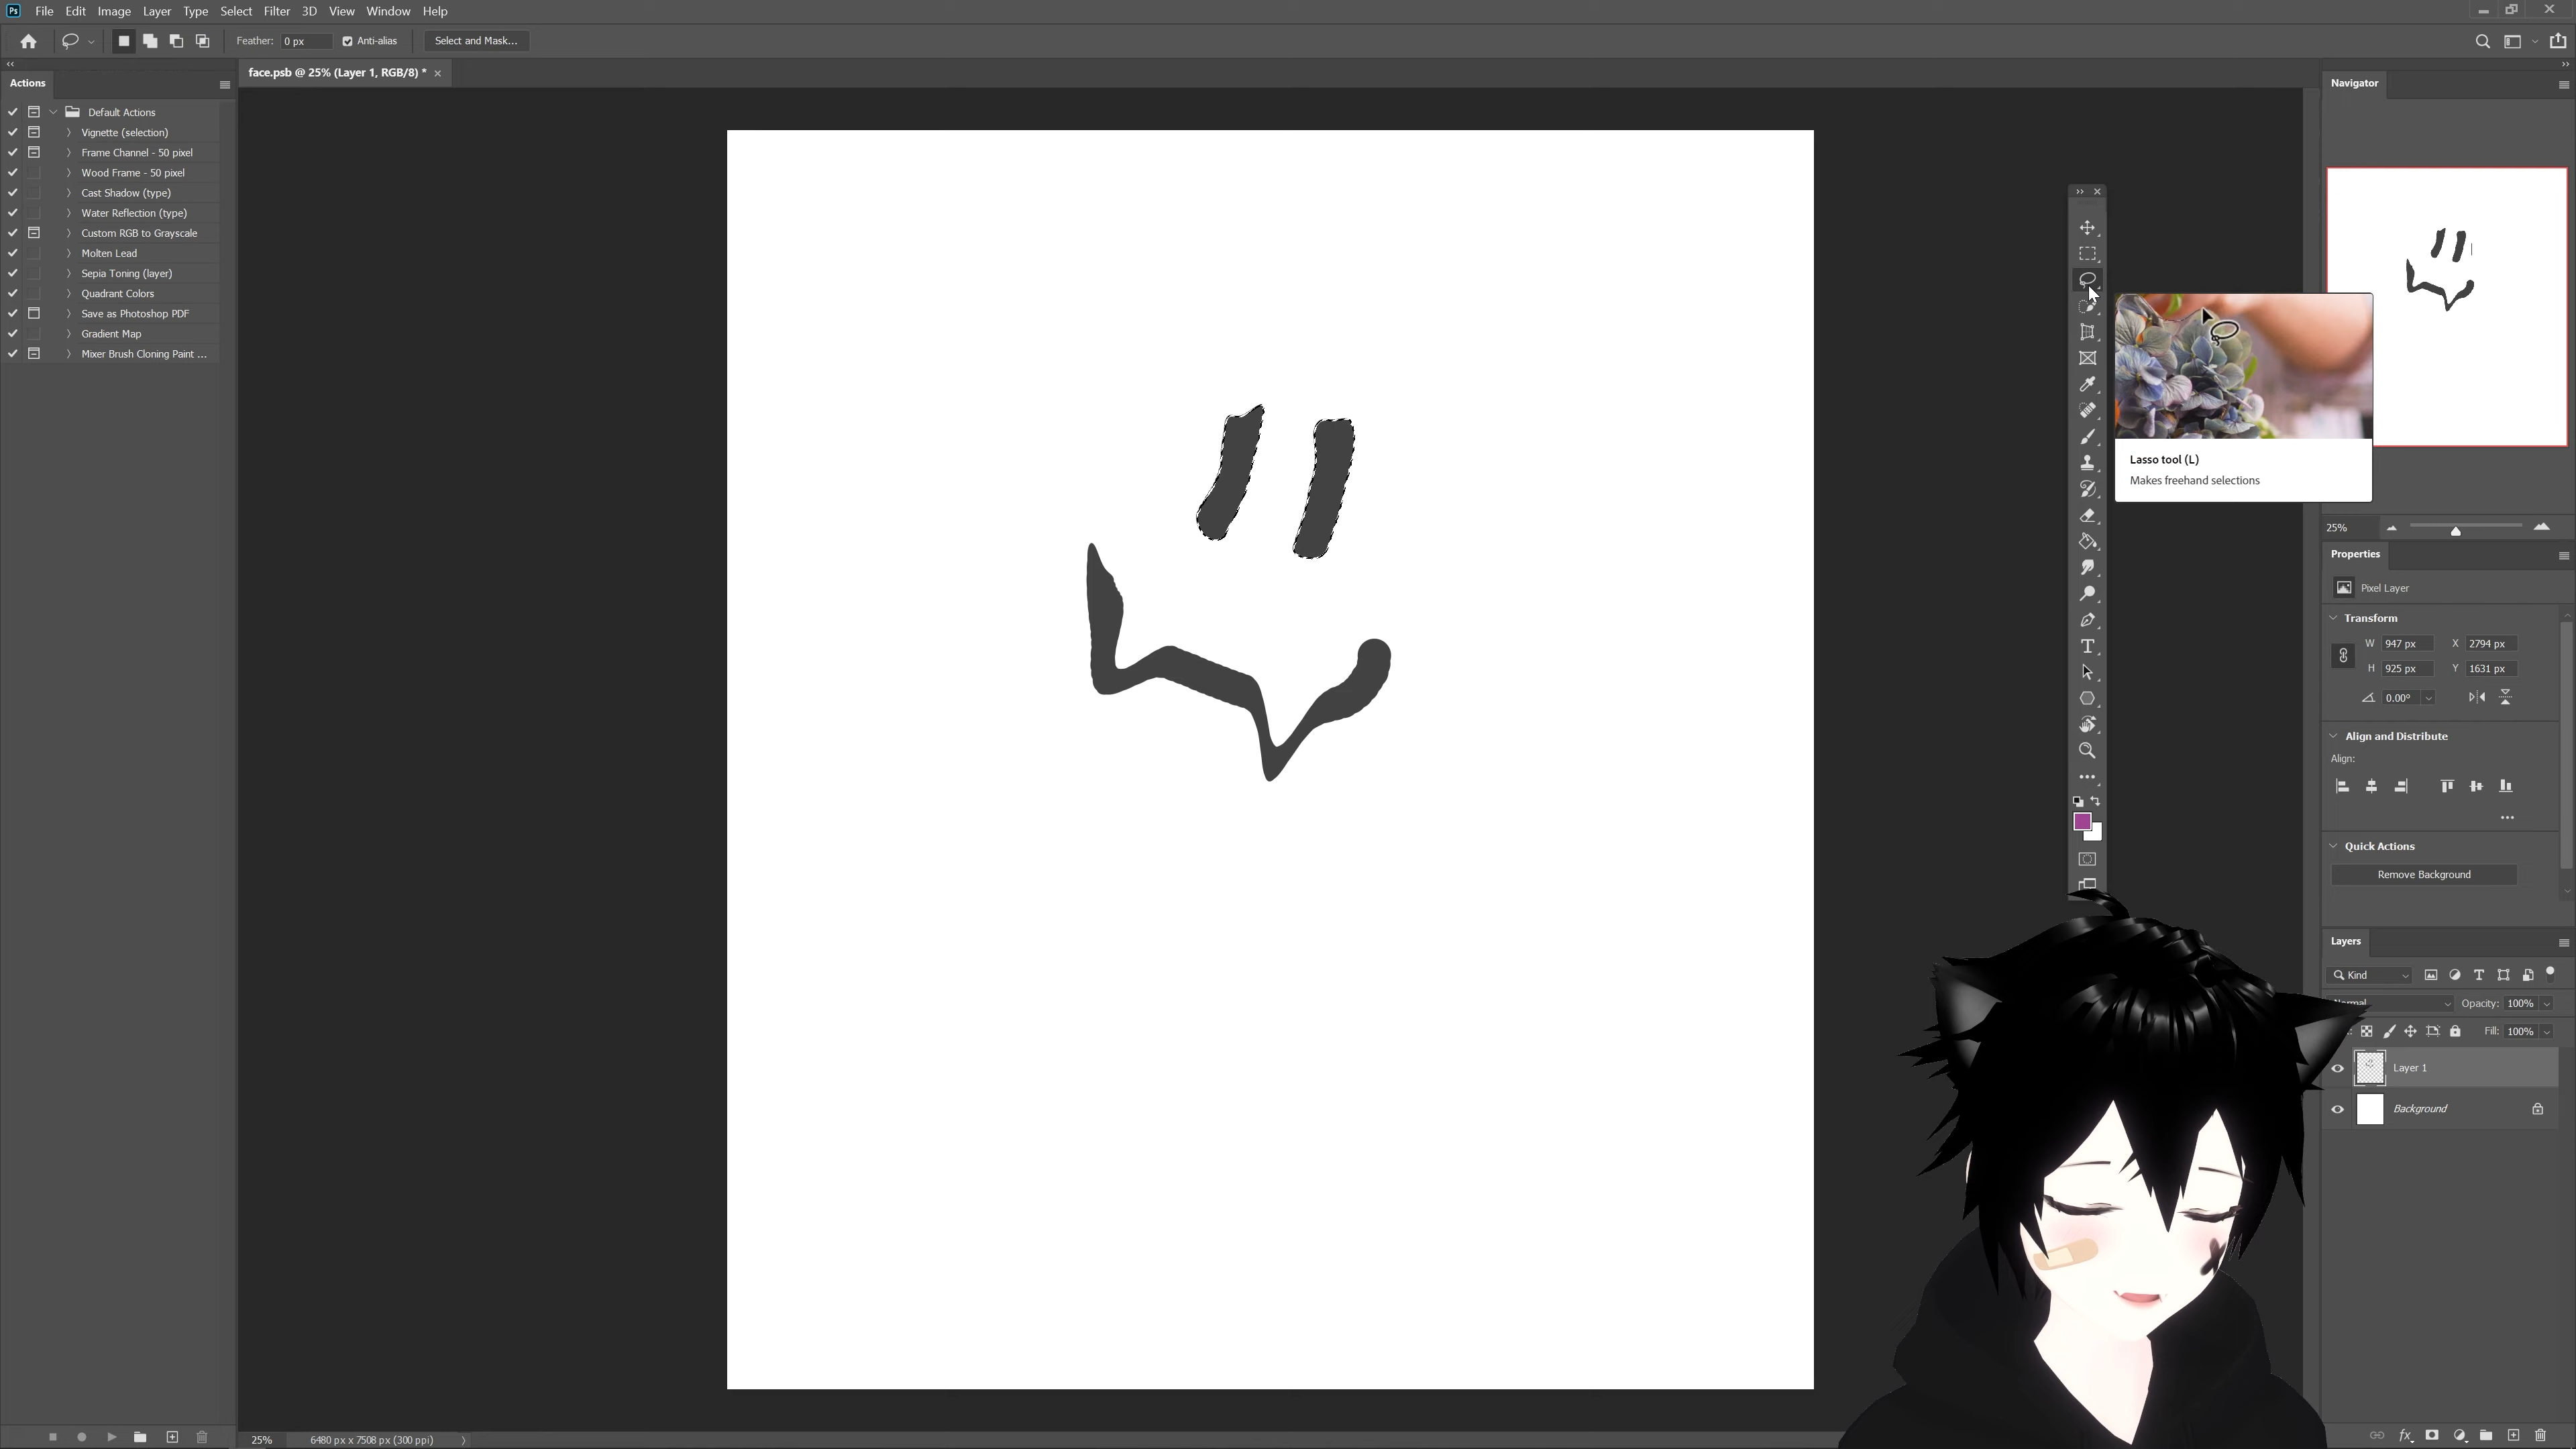 Ps File Edit Image Layer Type Select Filter 3D View Window Help
Feather: 0 px Anti-alias Select and Mask...
Actions
face.psb @ 25% (Layer 1, RGB/8) *
Navigator
Default Actions
Vignette (selection)
Frame Channel - 50 pixel
Wood Frame - 50 pixel
Cast Shadow (type)
Water Reflection (type)
Custom RGB to Grayscale
Molten Lead
Sepia Toning (layer)
Quadrant Colors
Save as Photoshop PDF
Gradient Map
Mixer Brush Cloning Paint ...
Lasso tool (L)
Makes freehand selections
25%
Properties
Pixel Layer
Transform
W 947 px X 2794 px
H 925 px Y 1631 px
0.00°
Align and Distribute
Align:
Quick Actions
Remove Background
Layers
Kind
Opacity: 100%
Fill: 100%
Layer 1
Background
25% 6480 px x 7508 px (300 ppi)
fx